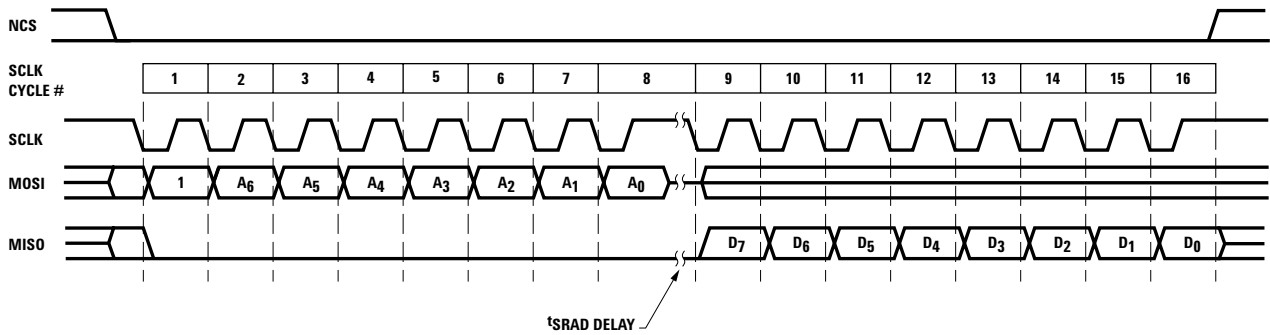 NCS
SCLK
CYCLE #
1 2 3 4 5 6 7 8 9 10 11 12 13 14 15 16
SCLK
MOSI
1 A6 A5 A4 A3 A2 A1 A0
MISO
D7 D6 D5 D4 D3 D2 D1 D0
tSRAD DELAY